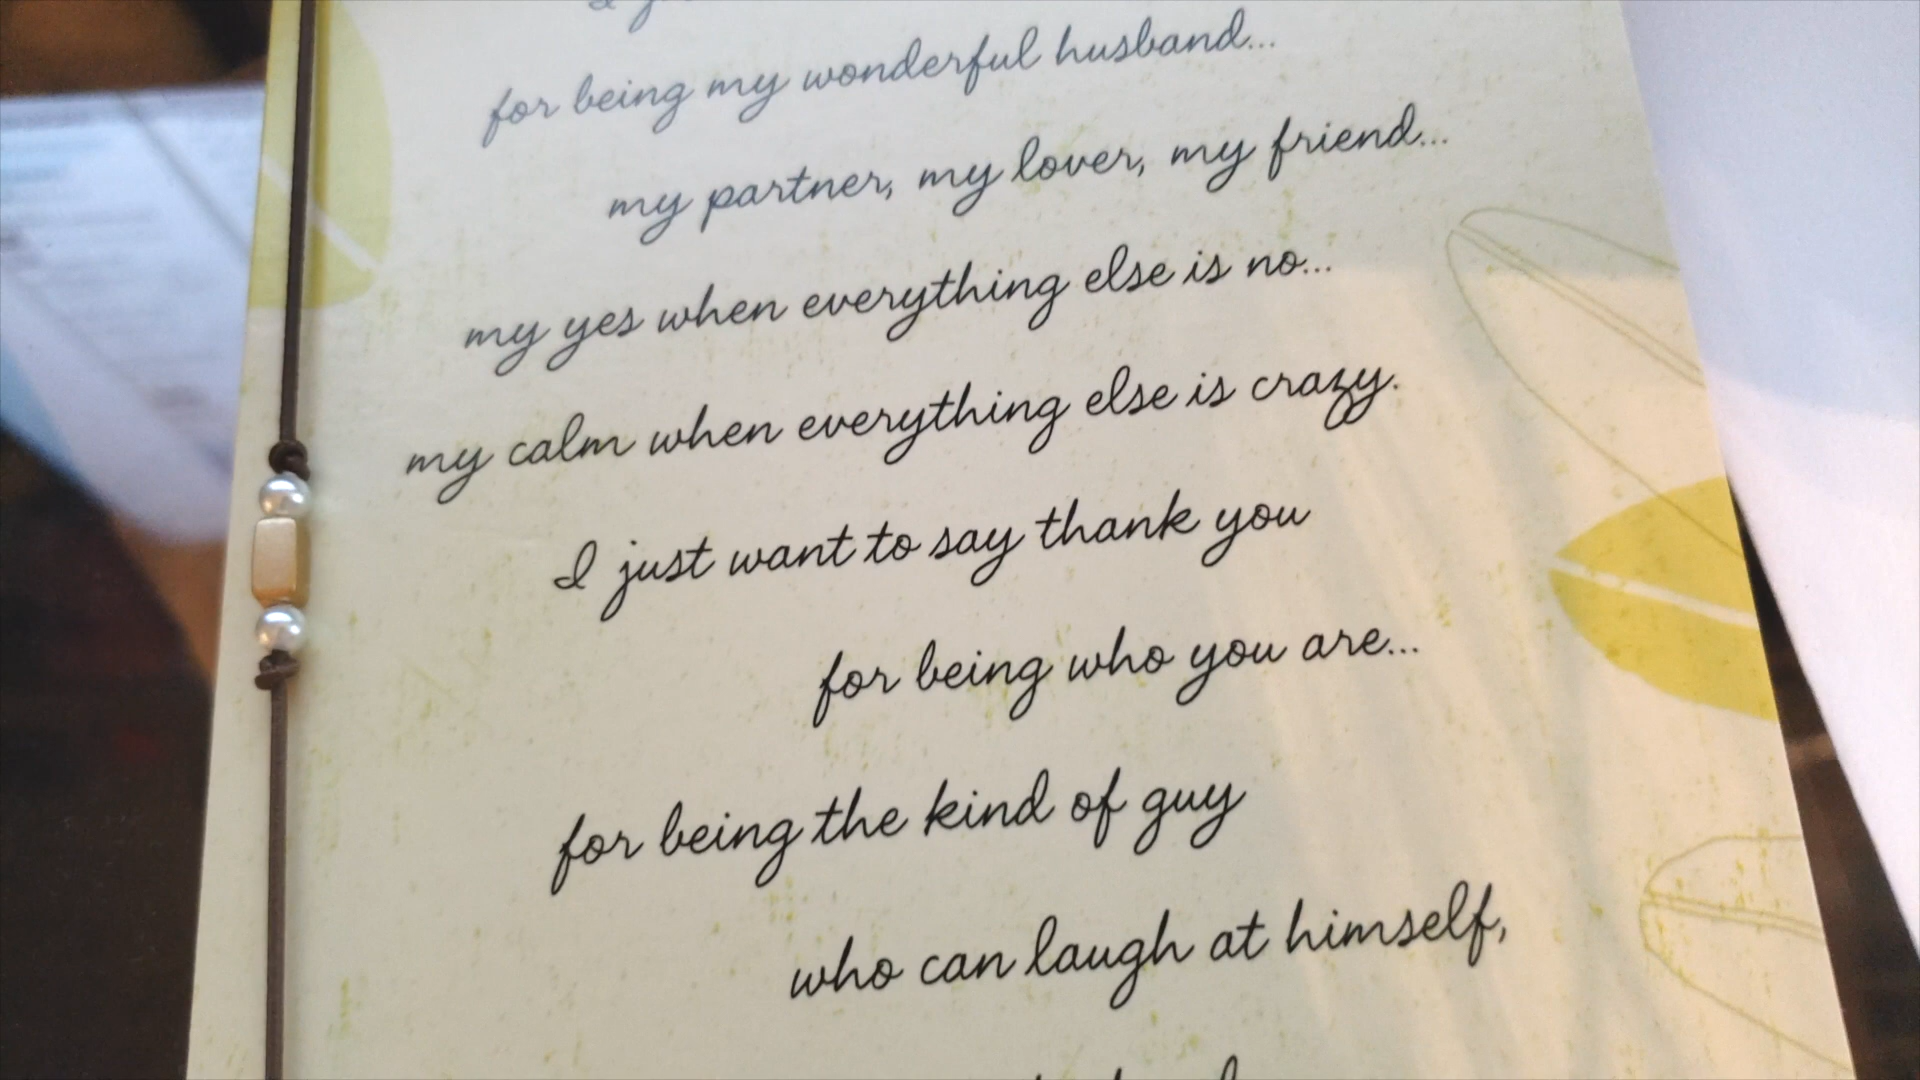 for being my wonderful husband...
my partner, my lover, my friend...
my yes when everything else is no...
my calm when everything else is crazy.
I just want to say thank you
for being who you are...
for being the kind of guy
who can laugh at himself,